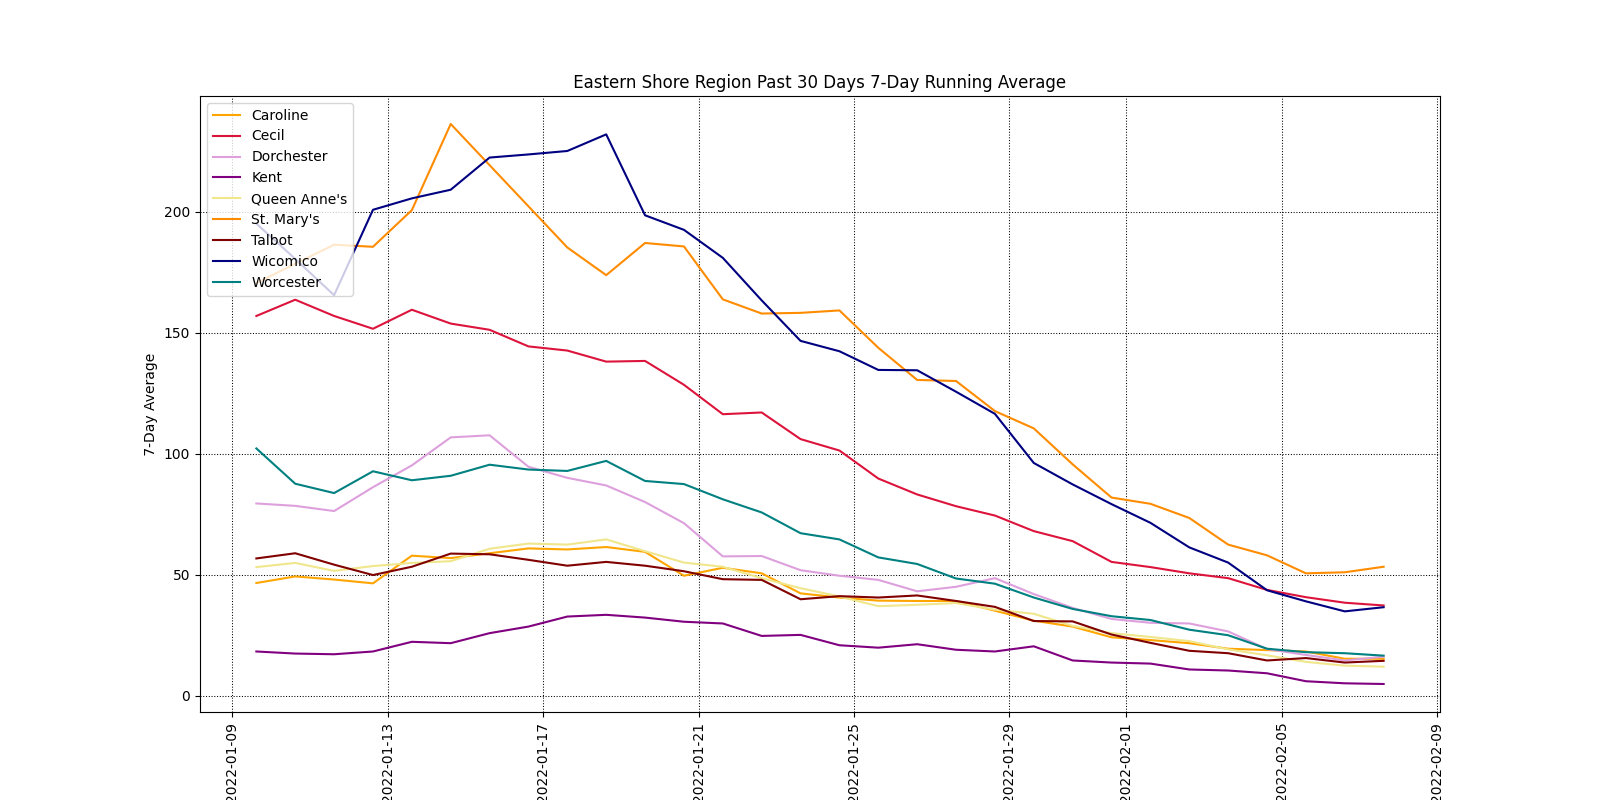 Eastern Shore Region Past 30 Days 7-Day Running Average
Caroline
Cecil
Dorchester
Kent
Queen Anne's
St. Mary's
Talbot
Wicomico
Worcester
7-Day Average
200
150
100
50
0
2022-01-09
2022-01-13
2022-01-17
2022-01-21
2022-01-25
2022-01-29
2022-02-01
2022-02-05
2022-02-09